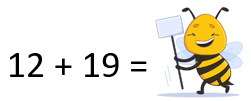 12 + 19 =